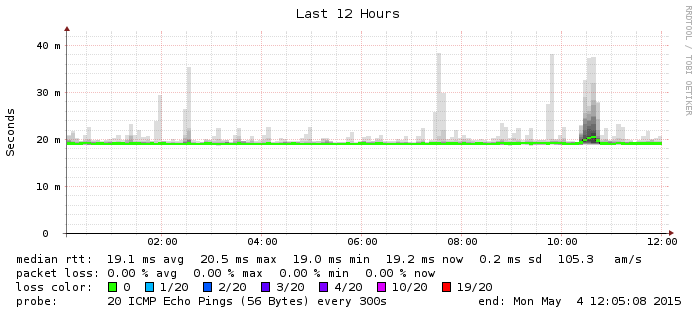 Last 12 Hours
RRDTOOL / TOBI OETIKER
Seconds
40 m
30 m
20 m
10 m
0
02:00 04:00 06:00 08:00 10:00 12:00
median rtt: 19.1 ms avg 20.5 ms max 19.0 ms min 19.2 ms now 0.2 ms sd 105.3 am/s
packet loss: 0.00 % avg 0.00 % max 0.00 % min 0.00 % now
loss color: 0 1/20 2/20 3/20 4/20 10/20 19/20
probe: 20 ICMP Echo Pings (56 Bytes) every 300s end: Mon May 4 12:05:08 2015